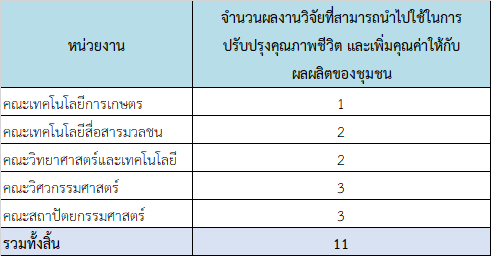 หน่วยงาน
จำนวนผลงานวิจัยที่สามารถนำไปใช้ในการ
ปรับปรุงคุณภาพชีวิต และเพิ่มคุณค่าให้กับ
ผลผลิตของชุมชน
คณะเทคโนโลยีการเกษตร 1
คณะเทคโนโลยีสื่อสารมวลชน 2
คณะวิทยาศาสตร์และเทคโนโลยี 2
คณะวิศวกรรมศาสตร์ 3
คณะสถาปัตยกรรมศาสตร์ 3
รวมทั้งสิ้น 11